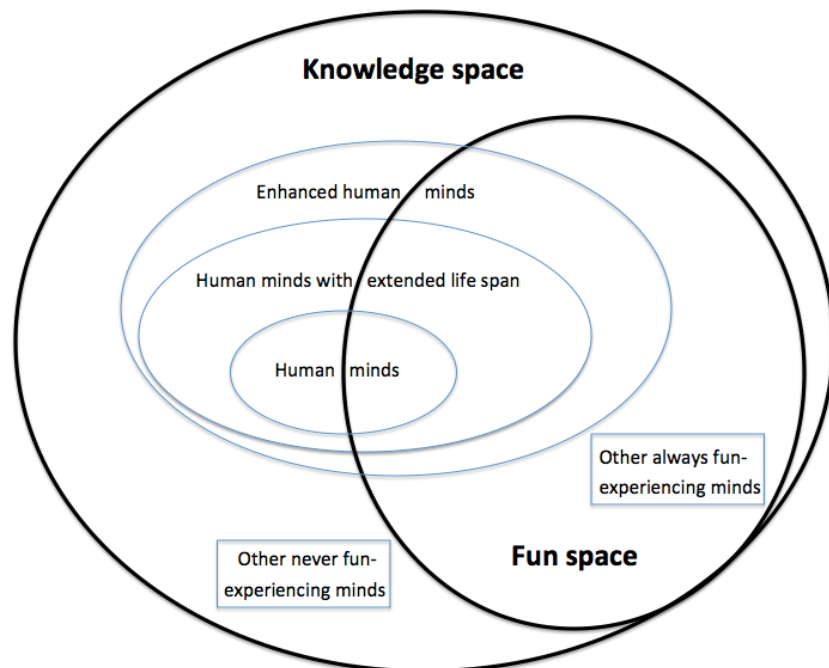 Knowledge space
Enhanced human minds
Human minds with extended life span
Human minds
Other always fun-
experiencing minds
Fun space
Other never fun-
experiencing minds